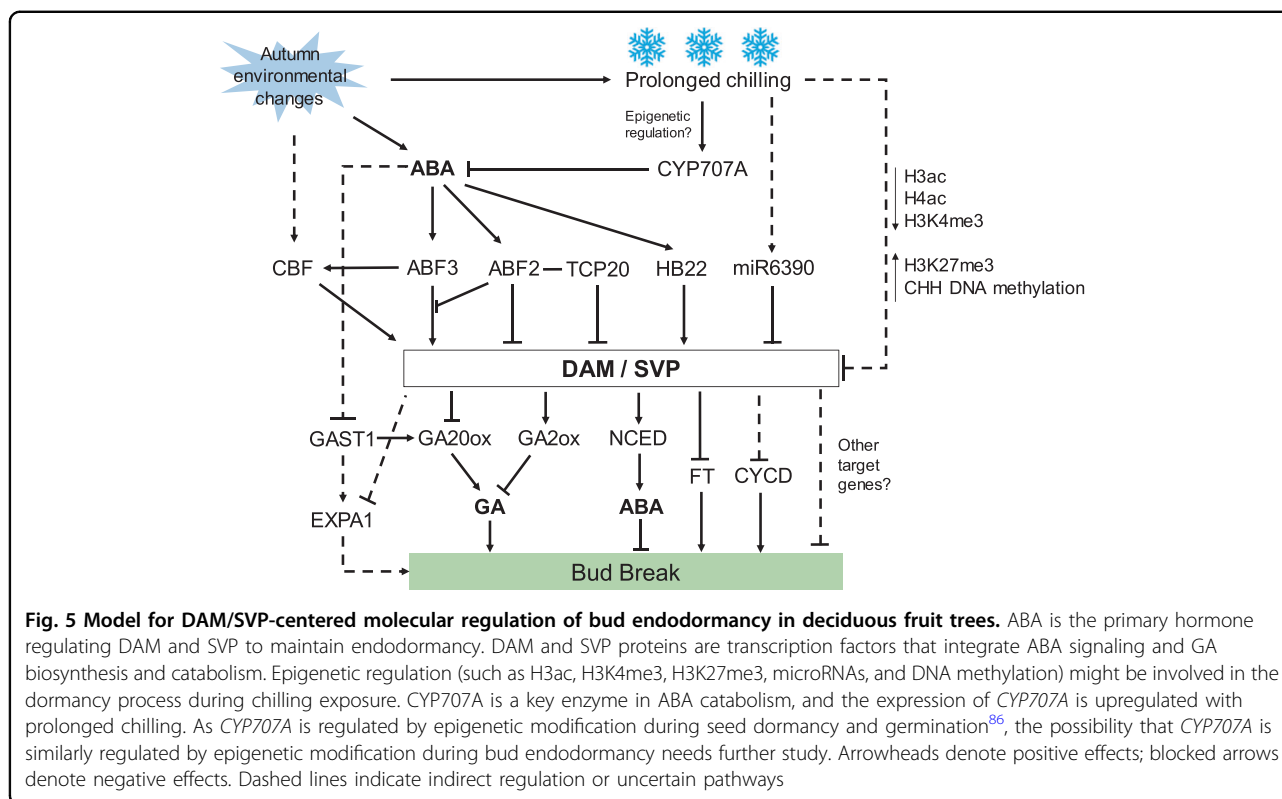 Autumn
environmental
changes
Prolonged chilling
Epigenetic
regulation?
ABA
CYP707A
H3ac
H4ac
H3K4me3
CBF
ABF3
ABF2
TCP20
HB22
miR6390
H3K27me3
CHH DNA methylation
DAM / SVP
GAST1
GA20ox
GA2ox
NCED
FT
CYCD
Other
target
genes?
EXPA1
GA
ABA
Bud Break
Fig. 5 Model for DAM/SVP-centered molecular regulation of bud endodormancy in deciduous fruit trees. ABA is the primary hormone
regulating DAM and SVP to maintain endodormancy. DAM and SVP proteins are transcription factors that integrate ABA signaling and GA
biosynthesis and catabolism. Epigenetic regulation (such as H3ac, H3K4me3, H3K27me3, microRNAs, and DNA methylation) might be involved in the
dormancy process during chilling exposure. CYP707A is a key enzyme in ABA catabolism, and the expression of CYP707A is upregulated with
prolonged chilling. As CYP707A is regulated by epigenetic modification during seed dormancy and germination86, the possibility that CYP707A is
similarly regulated by epigenetic modification during bud endodormancy needs further study. Arrowheads denote positive effects; blocked arrows
denote negative effects. Dashed lines indicate indirect regulation or uncertain pathways